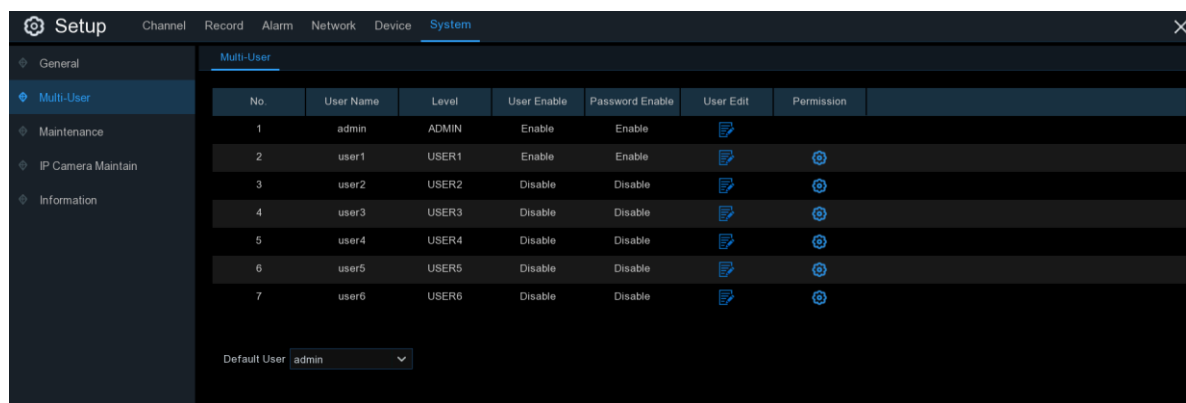 Setup Channel Record Alarm Network Device System
General
Multi-User
Maintenance
IP Camera Maintain
Information
Multi-User
No. User Name Level User Enable Password Enable User Edit Permission
1 admin ADMIN Enable Enable
2 user1 USER1 Enable Enable
3 user2 USER2 Disable Disable
4 user3 USER3 Disable Disable
5 user4 USER4 Disable Disable
6 user5 USER5 Disable Disable
7 user6 USER6 Disable Disable
Default User admin